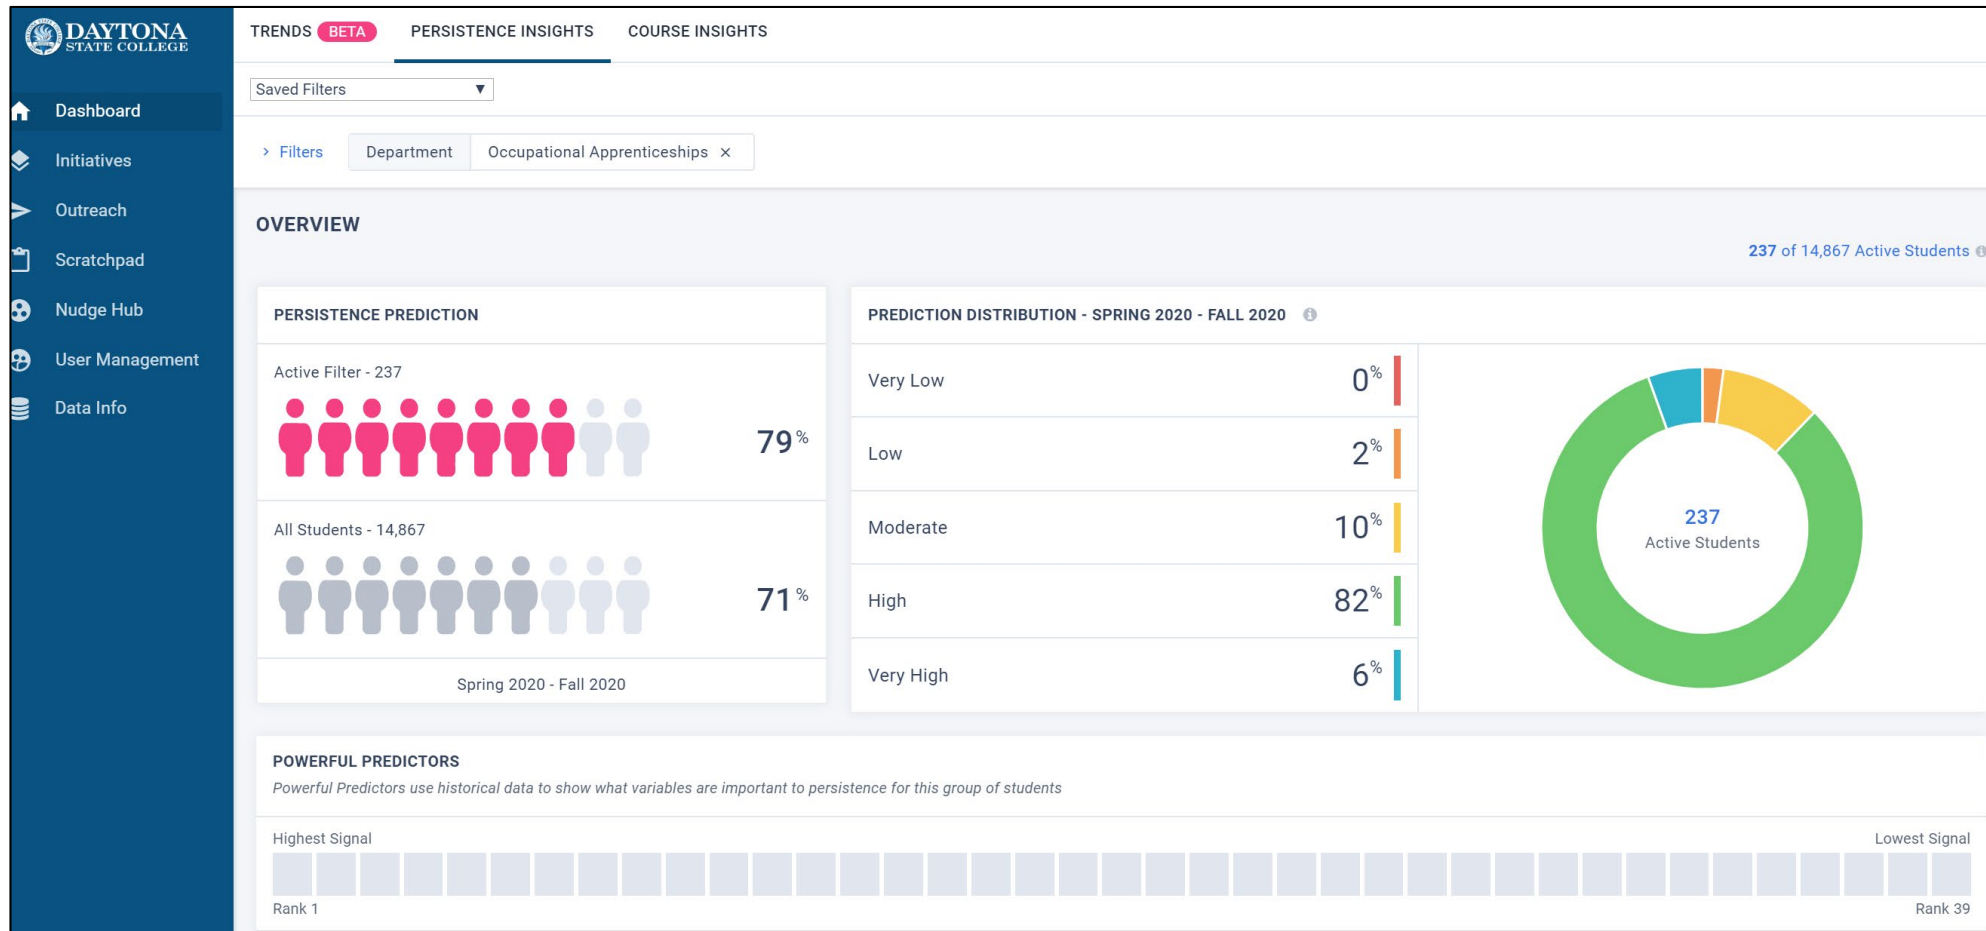 DAYTONA
STATE COLLEGE
Dashboard
Initiatives
Outreach
Scratchpad
Nudge Hub
User Management
Data Info
TRENDS BETA PERSISTENCE INSIGHTS COURSE INSIGHTS
Saved Filters ▼
> Filters Department Occupational Apprenticeships ×
OVERVIEW
237 of 14,867 Active Students
PERSISTENCE PREDICTION
Active Filter - 237
79%
All Students - 14,867
71%
Spring 2020 - Fall 2020
PREDICTION DISTRIBUTION - SPRING 2020 - FALL 2020
Very Low 0%
Low 2%
Moderate 10%
High 82%
Very High 6%
237
Active Students
POWERFUL PREDICTORS
Powerful Predictors use historical data to show what variables are important to persistence for this group of students
Highest Signal Lowest Signal
Rank 1 Rank 39